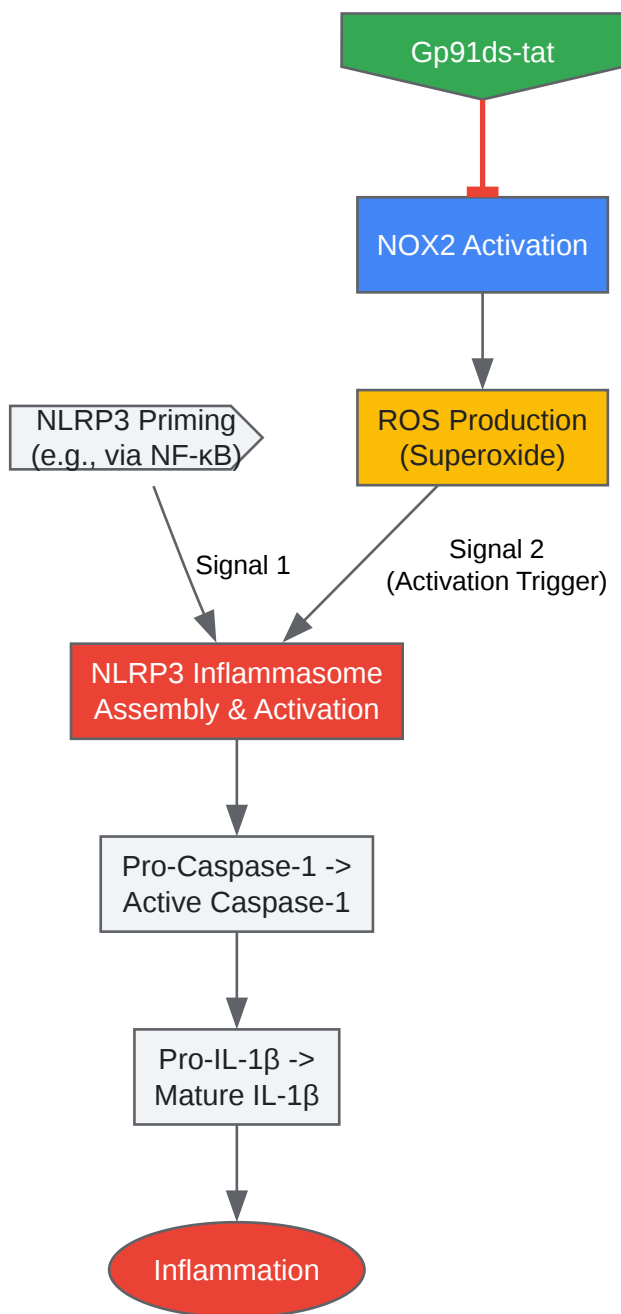 Gp91ds-tat
NOX2 Activation
NLRP3 Priming
(e.g., via NF-κB)
ROS Production
(Superoxide)
Signal 1
Signal 2
(Activation Trigger)
NLRP3 Inflammasome
Assembly & Activation
Pro-Caspase-1 ->
Active Caspase-1
Pro-IL-1β ->
Mature IL-1β
Inflammation